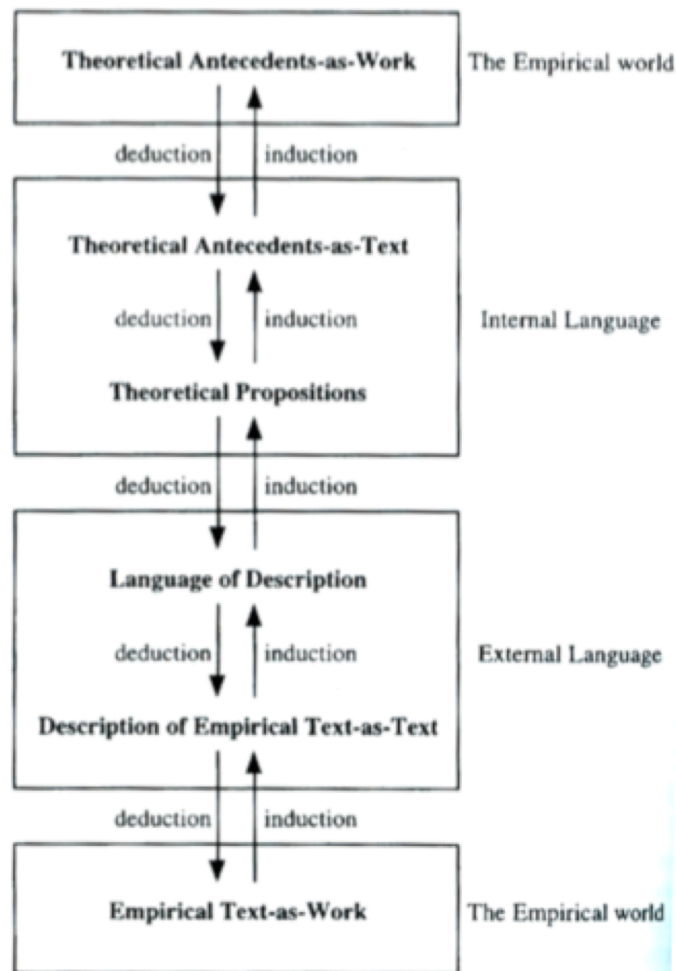 Theoretical Antecedents-as-Work The Empirical world
deduction induction
Theoretical Antecedents-as-Text
deduction induction
Internal Language
Theoretical Propositions
deduction induction
Language of Description
deduction induction
External Language
Description of Empirical Text-as-Text
deduction induction
Empirical Text-as-Work The Empirical world